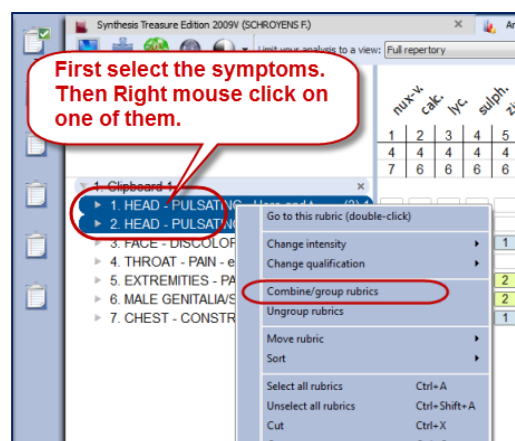 Synthesis Treasure Edition 2009V (SCHROYENS F.)
Limit your analysis to a view: Full repertory
First select the symptoms.
Then Right mouse click on
one of them.
nux-v. calc. lyc. sulph.
1 2 3 4 5
4 4 4 4 4
7 6 6 6 6
1. Clipboard 1
1. HEAD - PULSATING
2. HEAD - PULSATING
3. FACE - DISCOLOR
4. THROAT - PAIN - e
5. EXTREMITIES - PA
6. MALE GENITALIA/S
7. CHEST - CONSTR
Go to this rubric (double-click)
Change intensity
Change qualification
Combine/group rubrics
Ungroup rubrics
Move rubric
Sort
Select all rubrics Ctrl+A
Unselect all rubrics Ctrl+Shift+A
Cut Ctrl+X
1
2
2
1